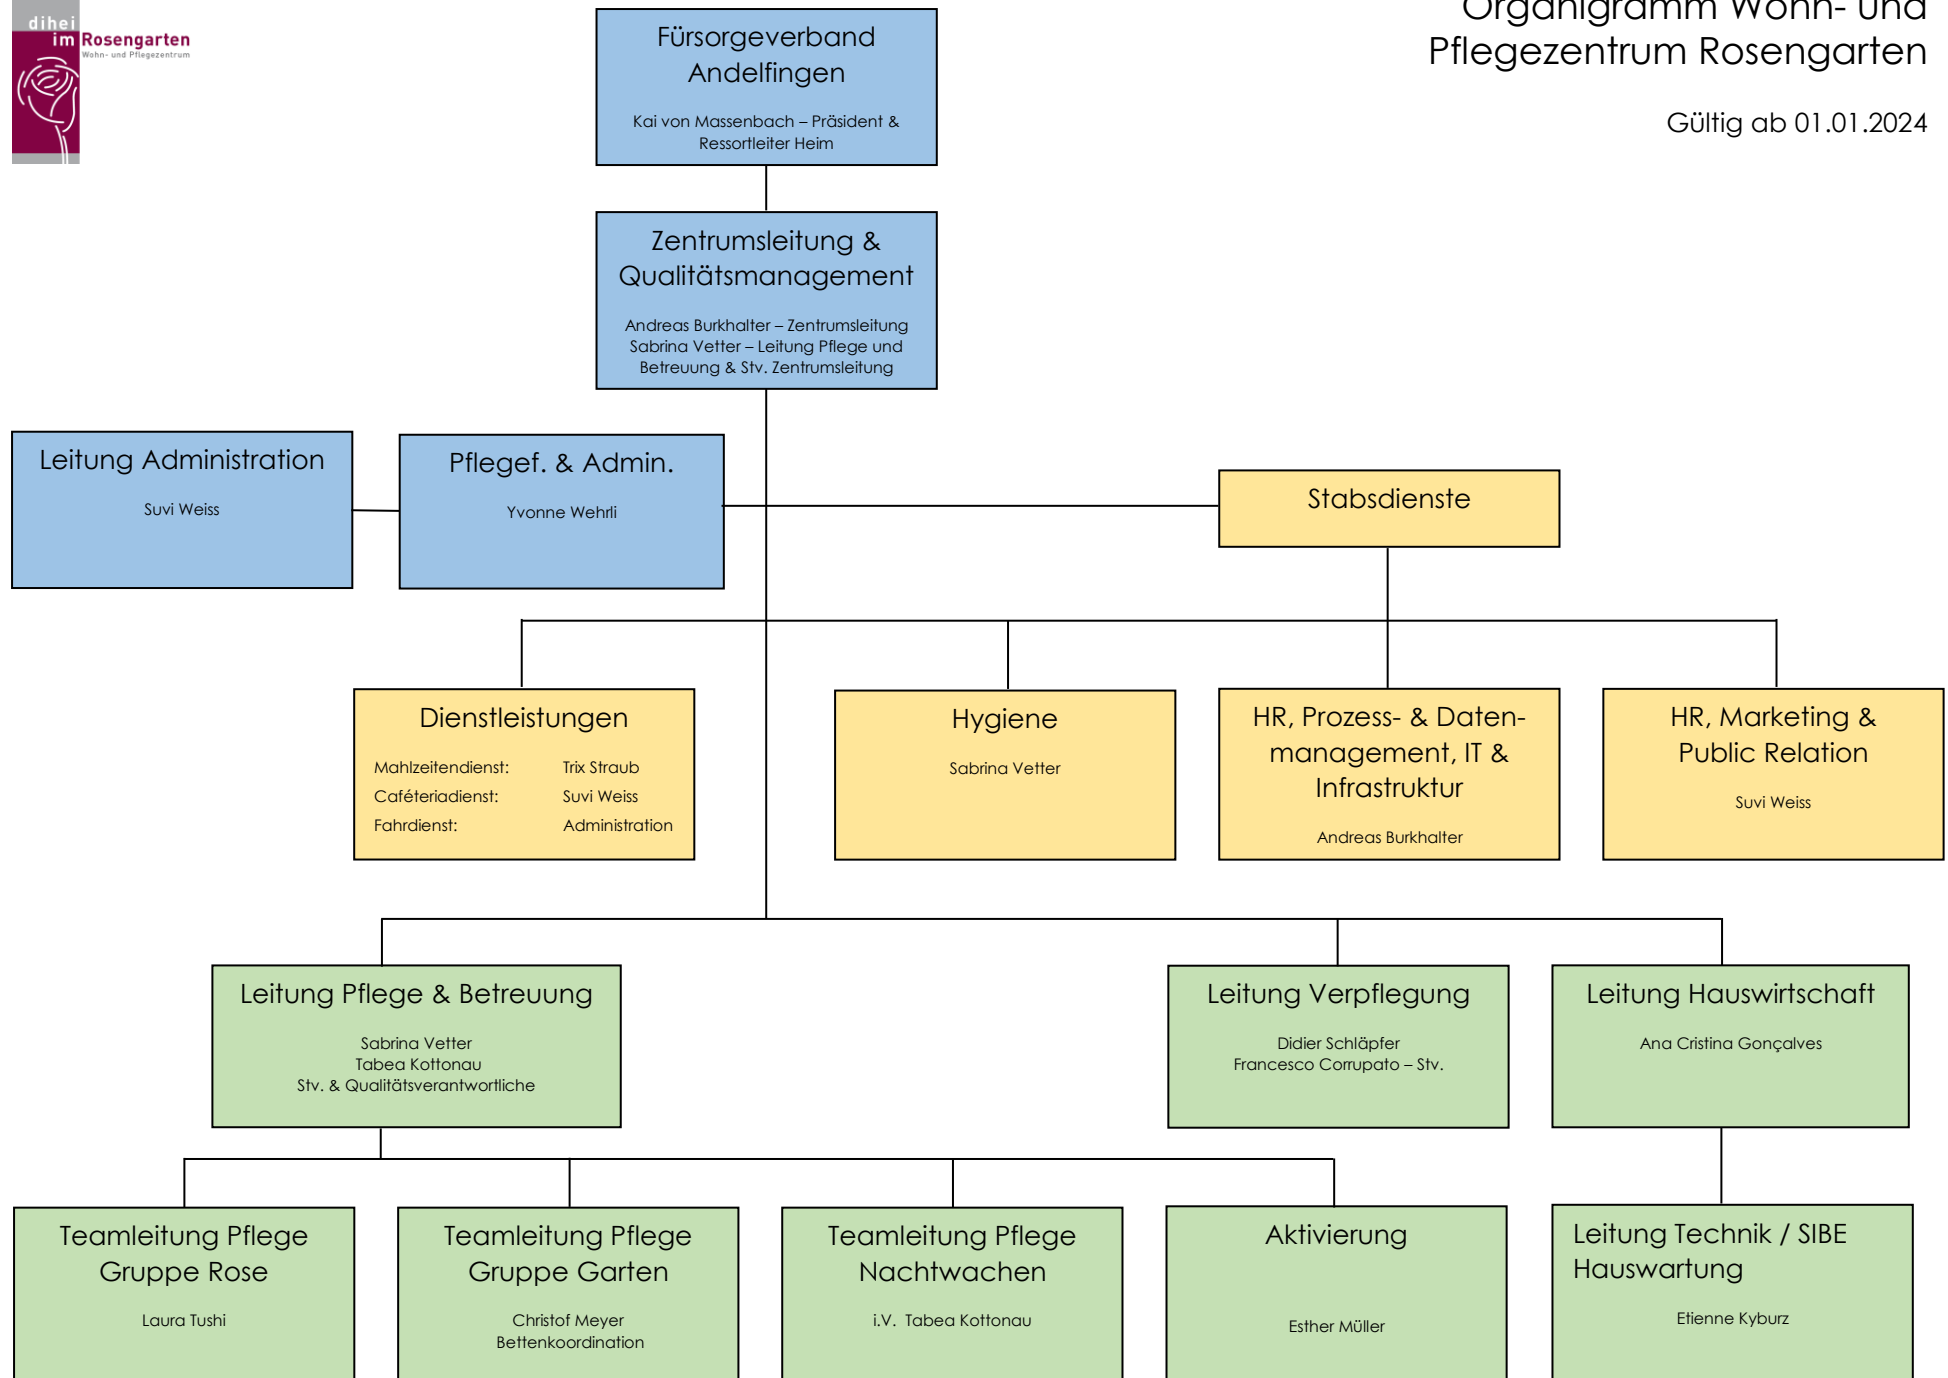 dihei
im Rosengarten
Wohn- und Pflegezentrum
Organigramm Wohn- und
Pflegezentrum Rosengarten
Gültig ab 01.01.2024
Fürsorgeverband
Andelfingen
Kai von Massenbach – Präsident &
Ressortleiter Heim
Zentrumsleitung &
Qualitätsmanagement
Andreas Burkhalter – Zentrumsleitung
Sabrina Vetter – Leitung Pflege und
Betreuung & Stv. Zentrumsleitung
Leitung Administration
Suvi Weiss
Pflegef. & Admin.
Yvonne Wehrli
Stabsdienste
Dienstleistungen
Mahlzeitendienst: Trix Straub
Caféteriadienst: Suvi Weiss
Fahrdienst: Administration
Hygiene
Sabrina Vetter
HR, Prozess- & Daten-
management, IT &
Infrastruktur
Andreas Burkhalter
HR, Marketing &
Public Relation
Suvi Weiss
Leitung Pflege & Betreuung
Sabrina Vetter
Tabea Kottonau
Stv. & Qualitätsverantwortliche
Leitung Verpflegung
Didier Schläpfer
Francesco Corrupato – Stv.
Leitung Hauswirtschaft
Ana Cristina Gonçalves
Teamleitung Pflege
Gruppe Rose
Laura Tushi
Teamleitung Pflege
Gruppe Garten
Christof Meyer
Bettenkoordination
Teamleitung Pflege
Nachtwachen
i.V. Tabea Kottonau
Aktivierung
Esther Müller
Leitung Technik / SIBE
Hauswartung
Etienne Kyburz